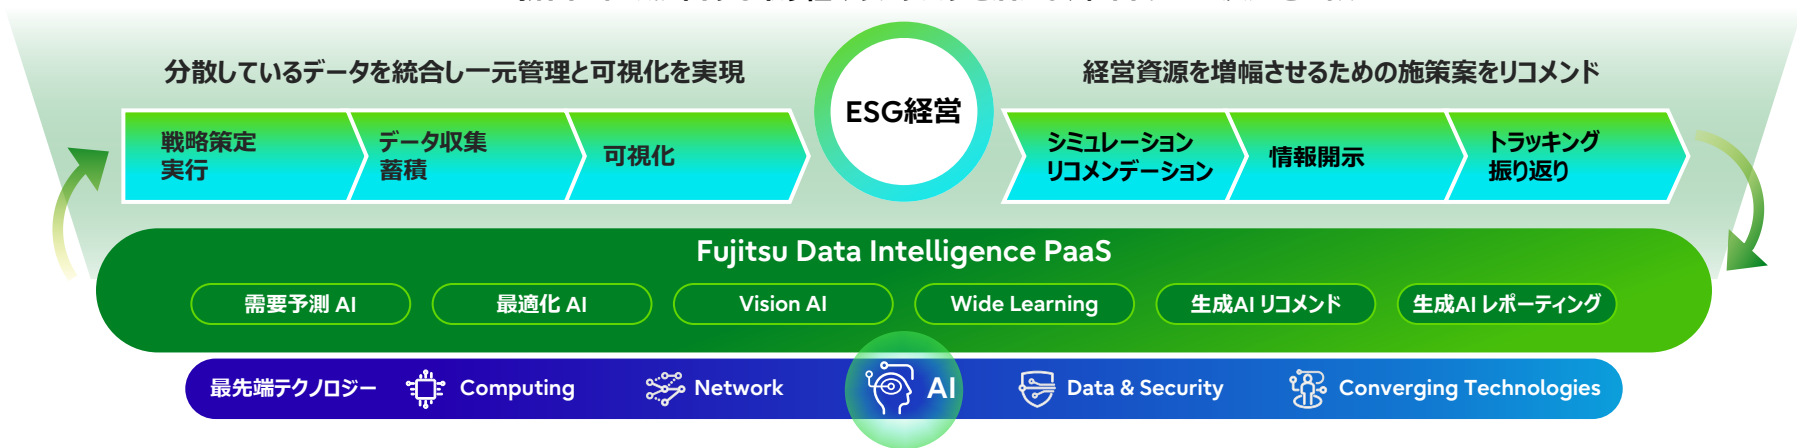 分散しているデータを統合し一元管理と可視化を実現
ESG経営
経営資源を増幅させるための施策案をリコメンド
戦略策定
実行
データ収集
蓄積
可視化
シミュレーション
リコメンデーション
情報開示
トラッキング
振り返り
Fujitsu Data Intelligence PaaS
需要予測 AI
最適化 AI
Vision AI
Wide Learning
生成AI リコメンド
生成AI レポーティング
最先端テクノロジー
Computing
Network
AI
Data & Security
Converging Technologies